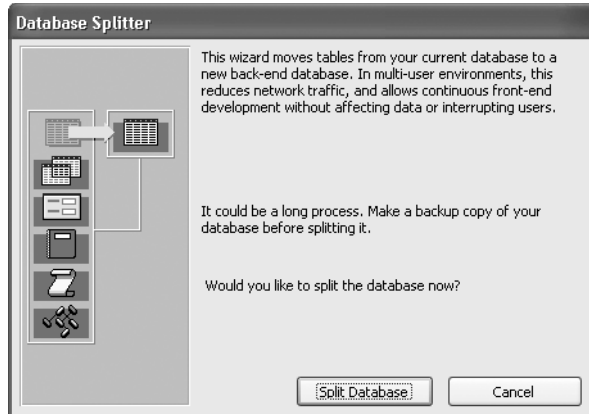 Database Splitter
This wizard moves tables from your current database to a
new back-end database. In multi-user environments, this
reduces network traffic, and allows continuous front-end
development without affecting data or interrupting users.
It could be a long process. Make a backup copy of your
database before splitting it.
Would you like to split the database now?
Split Database
Cancel